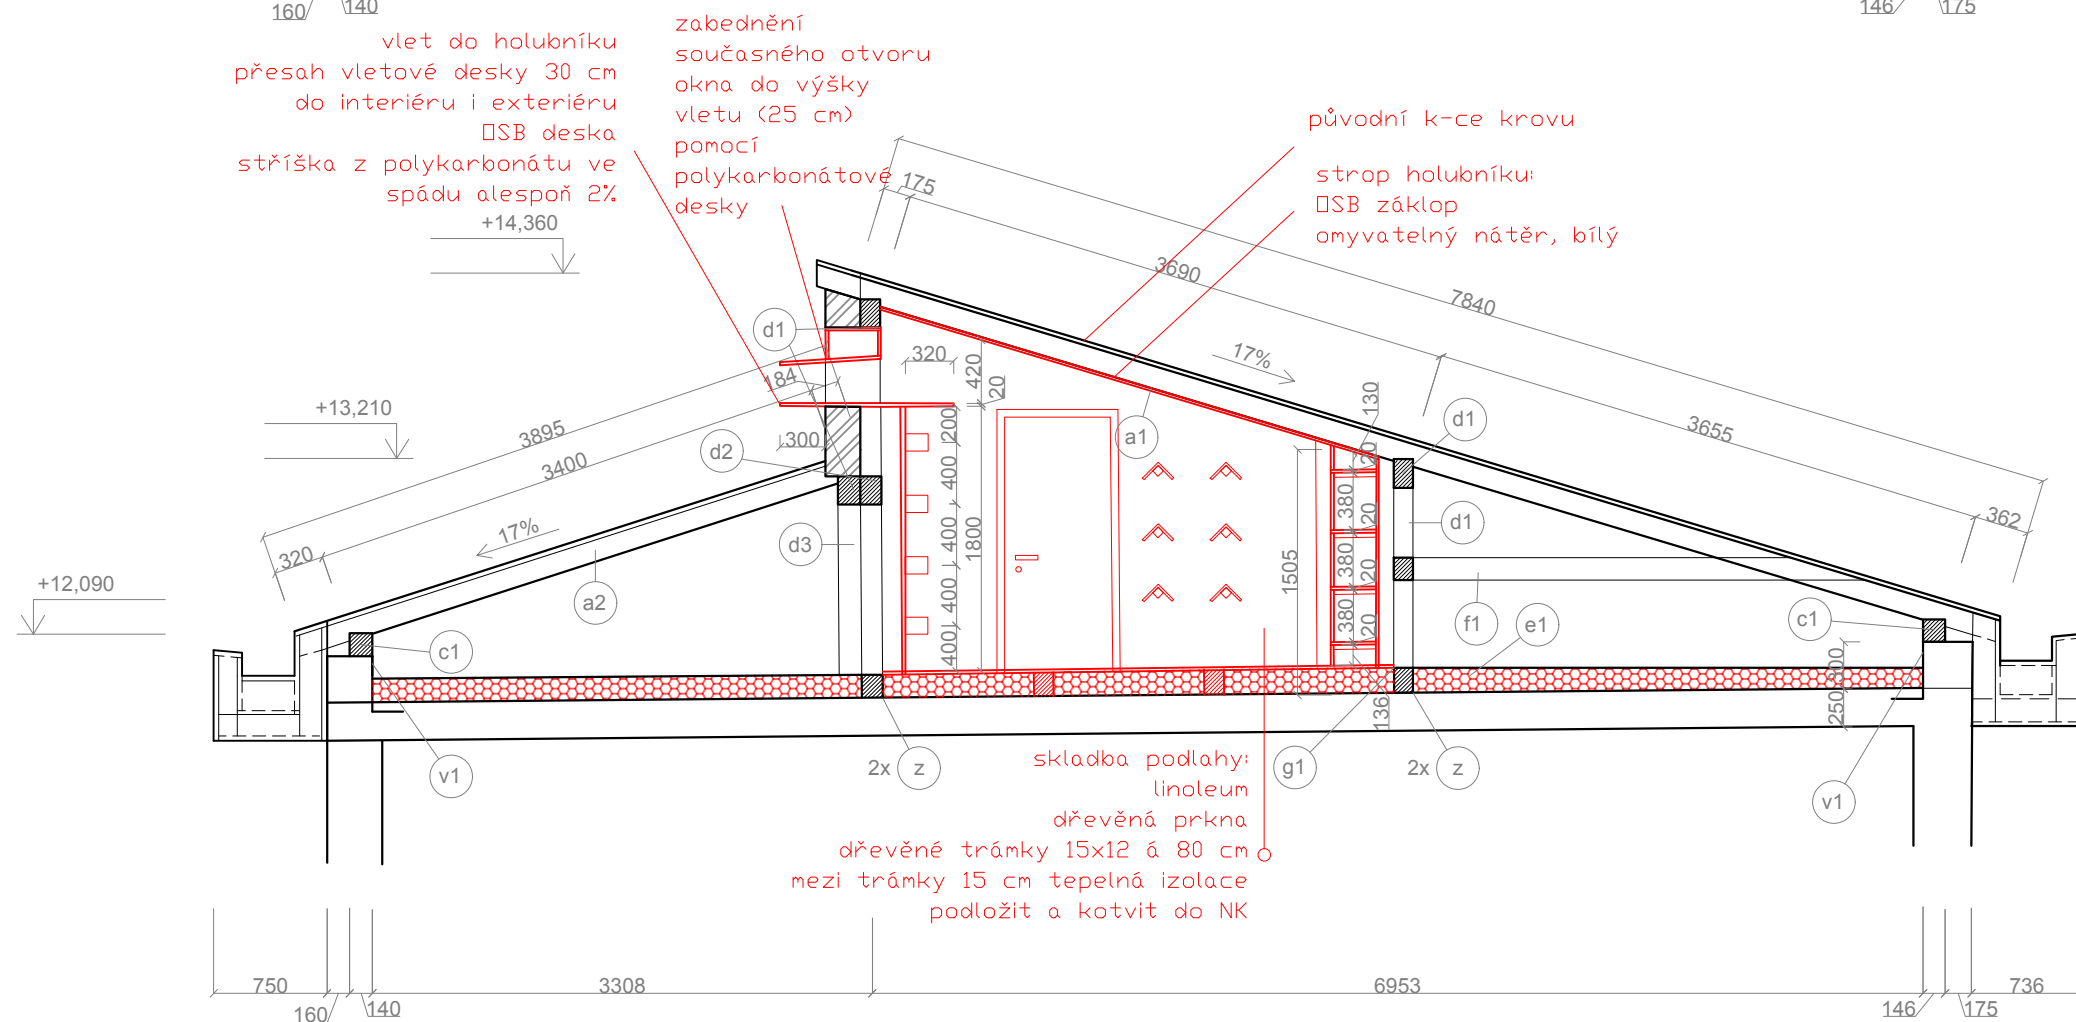 160
140
146
175
vlet do holubníku
přesah vletové desky 30 cm
do interiéru i exteriéru
□SB deska
stříška z polykarbonátu ve
spádu alespoň 2%
zabednění
současného otvoru
okna do výšky
vletu (25 cm)
pomocí
polykarbonátové
desky
původní k-ce krovu
strop holubníku:
□SB záklop
omyvatelný nátěr, bílý
+14,360
+13,210
+12,090
175
3690
7840
17%
3655
362
d1
184
3895
3400
300
d2
17%
320
d3
a2
c1
v1
320
420
20
200
400
400
400
400
1800
a1
1505
130
20
380
20
380
20
380
20
136
d1
d1
f1
e1
c1
300
250
v1
2x z
g1
2x z
skladba podlahy:
linoleum
dřevěná prkna
dřevěné trámky 15x12 á 80 cm
mezi trámky 15 cm tepelná izolace
podložit a kotvit do NK
750
160
140
3308
6953
146
175
736